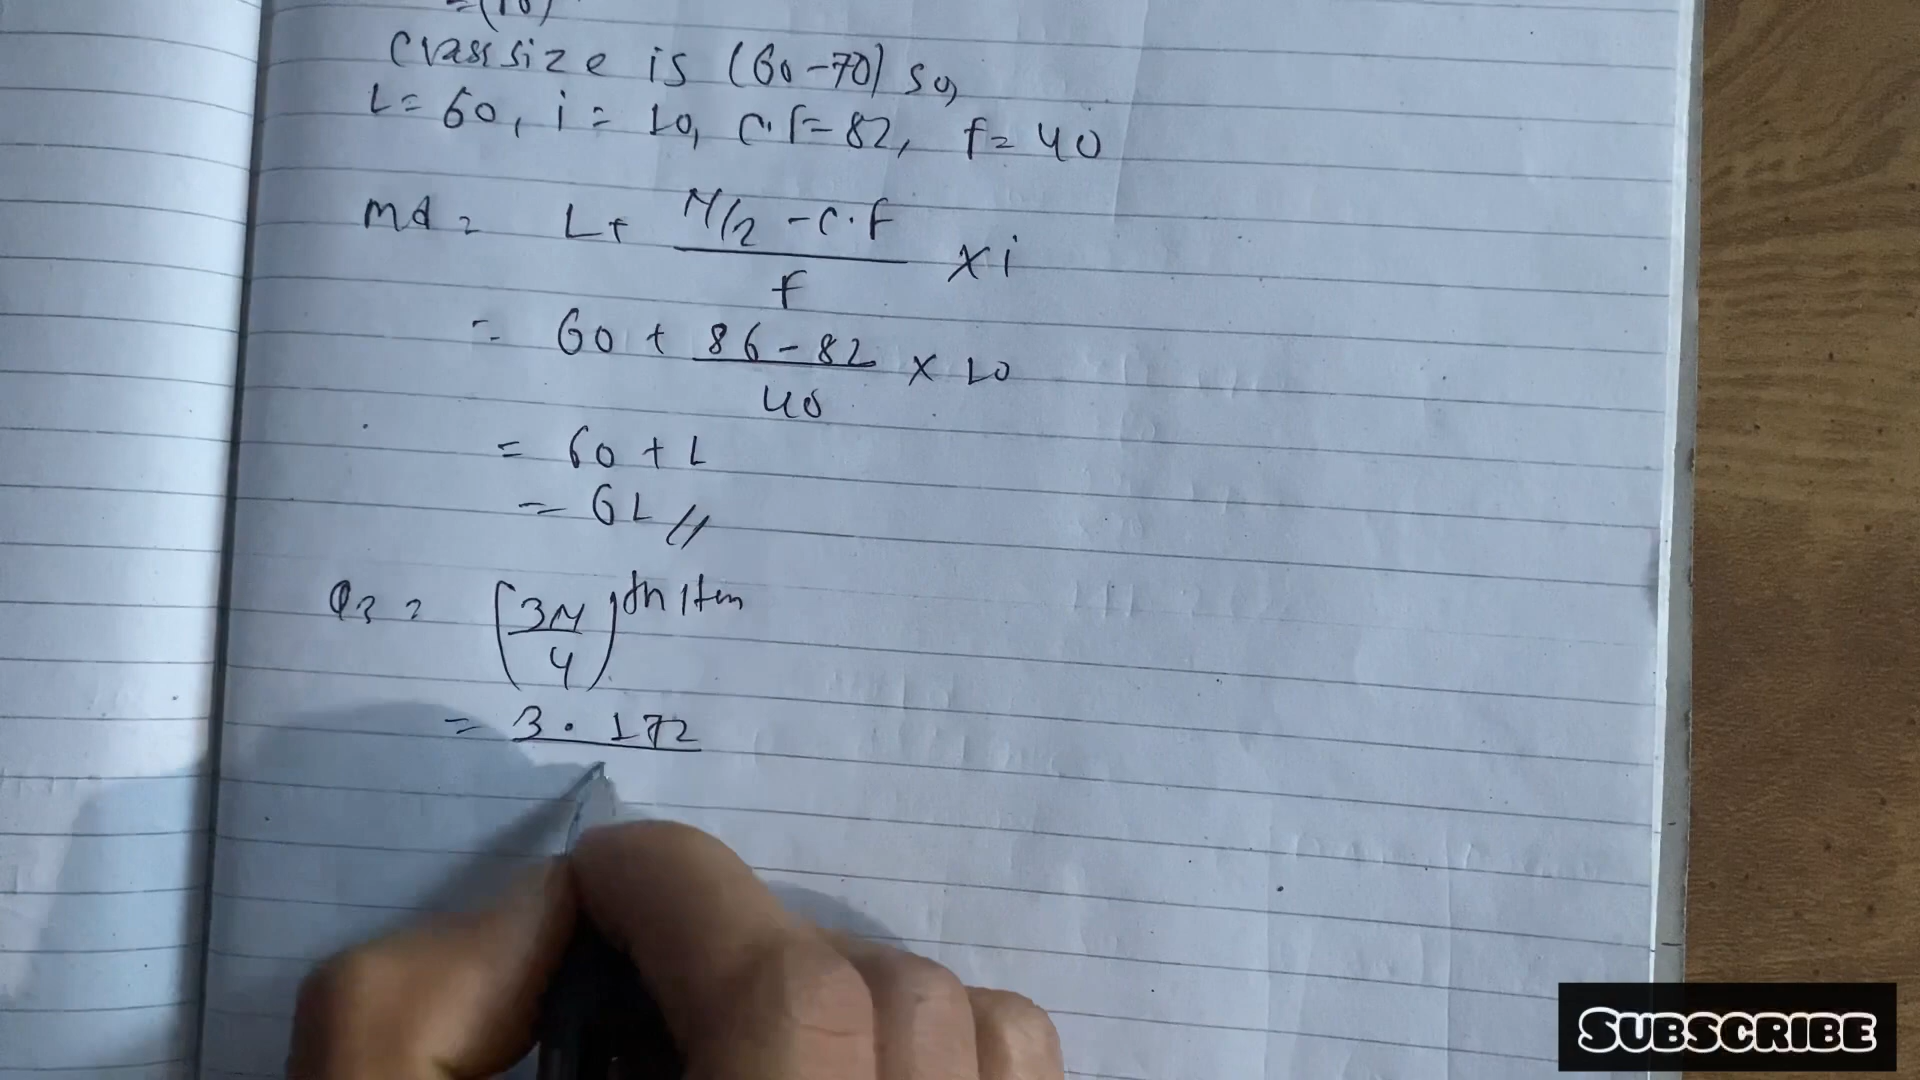 =(10)
Class size is (60-70) so,
L= 60, i = 10, C.f= 82, f= 40
Md = L+ N/2 -C.f / f × i
= 60 + 86-82 / 40 × 10
= 60 + 1
= 61 //
Q3 = (3N/4)th item
= 3. 172
SUBSCRIBE